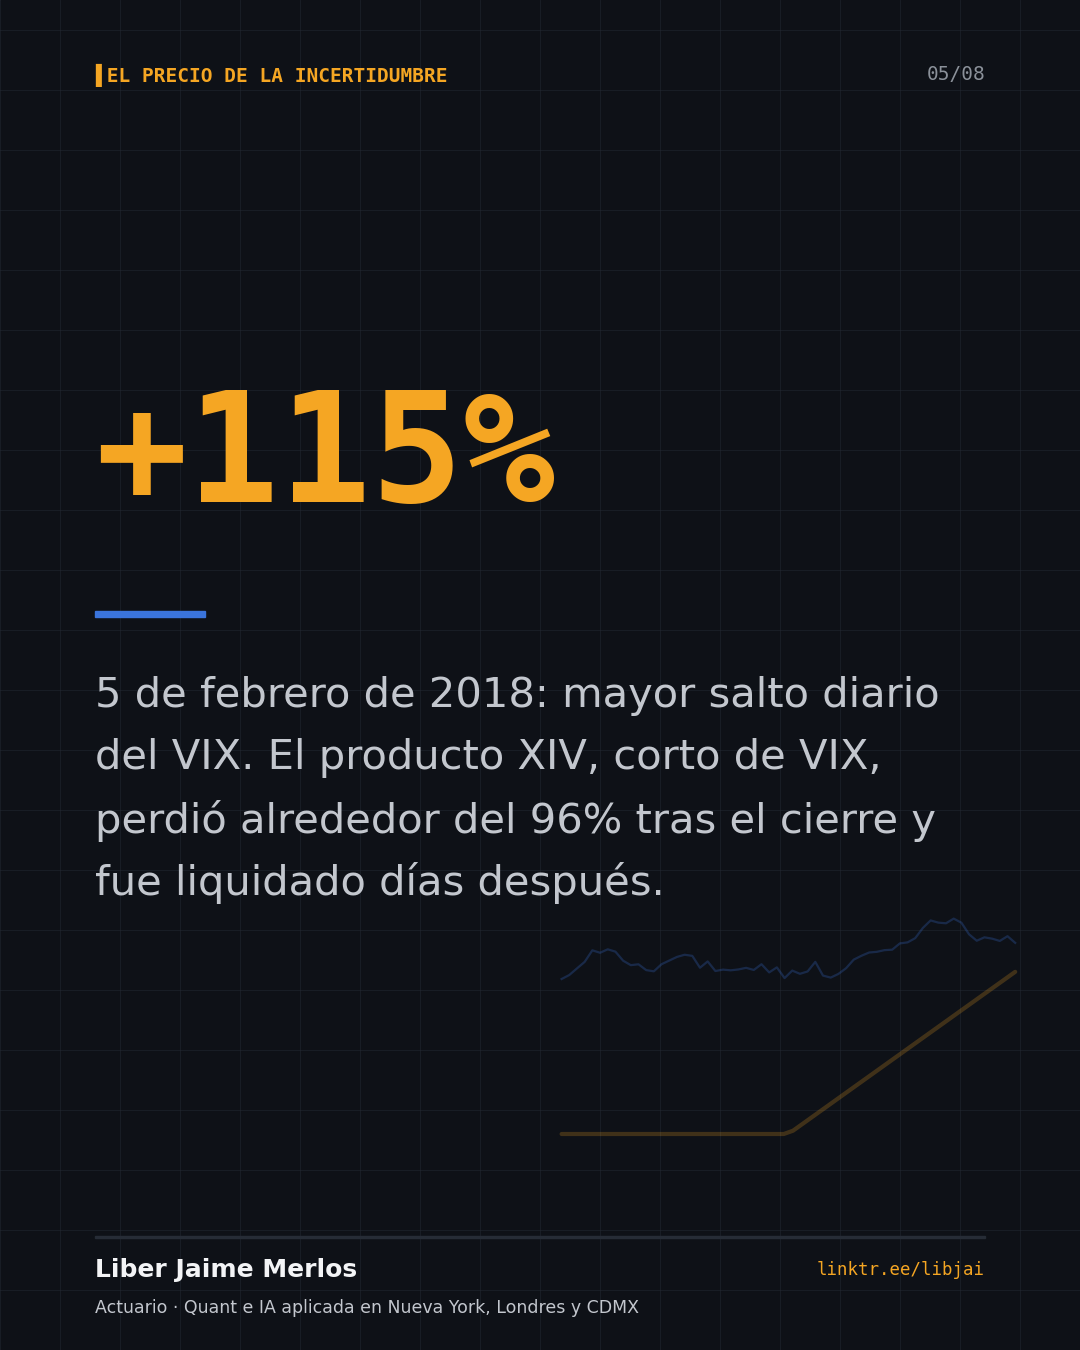 EL PRECIO DE LA INCERTIDUMBRE
05/08
+115%
5 de febrero de 2018: mayor salto diario
del VIX. El producto XIV, corto de VIX,
perdió alrededor del 96% tras el cierre y
fue liquidado días después.
Liber Jaime Merlos
linktr.ee/libjai
Actuario · Quant e IA aplicada en Nueva York, Londres y CDMX